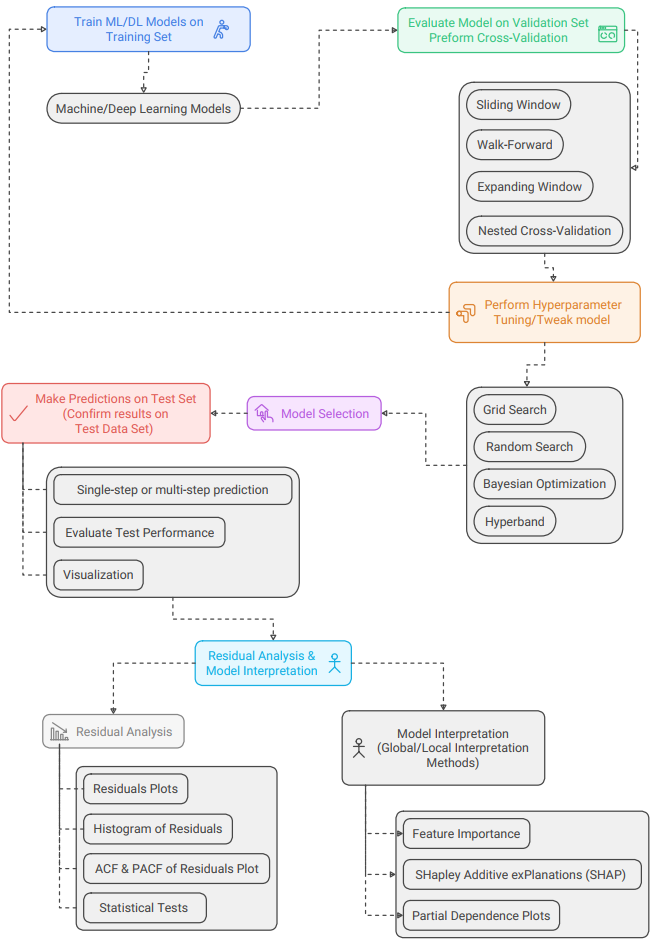 Train ML/DL Models on
Training Set
Evaluate Model on Validation Set
Preform Cross-Validation
Machine/Deep Learning Models
Sliding Window
Walk-Forward
Expanding Window
Nested Cross-Validation
Perform Hyperparameter
Tuning/Tweak model
Make Predictions on Test Set
(Confirm results on
Test Data Set)
Model Selection
Grid Search
Random Search
Bayesian Optimization
Hyperband
Single-step or multi-step prediction
Evaluate Test Performance
Visualization
Residual Analysis &
Model Interpretation
Residual Analysis
Model Interpretation
(Global/Local Interpretation
Methods)
Residuals Plots
Histogram of Residuals
ACF & PACF of Residuals Plot
Statistical Tests
Feature Importance
SHapley Additive exPlanations (SHAP)
Partial Dependence Plots